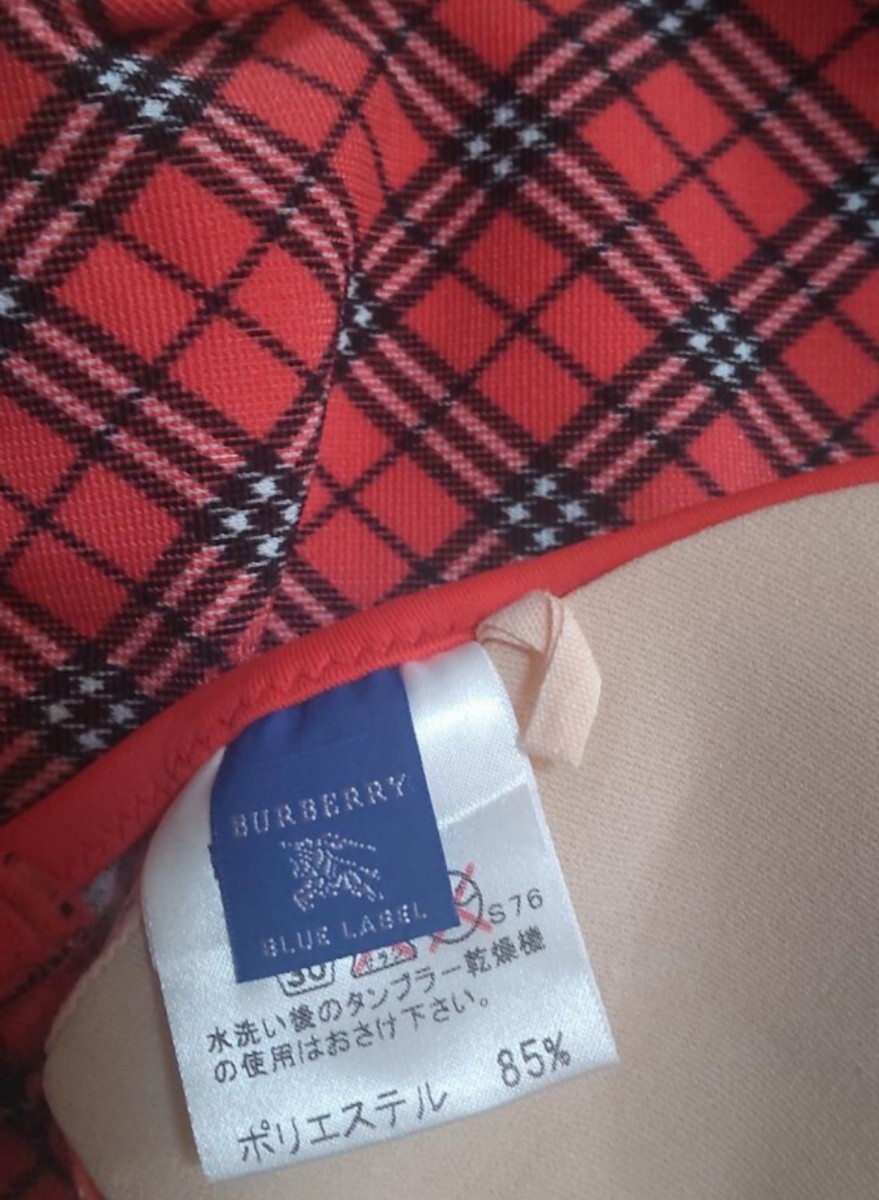 BURBERRY
BLUE LABEL
S76
30
水洗い後のタンブラー乾燥機
の使用はおさけ下さい。
ポリエステル 85%